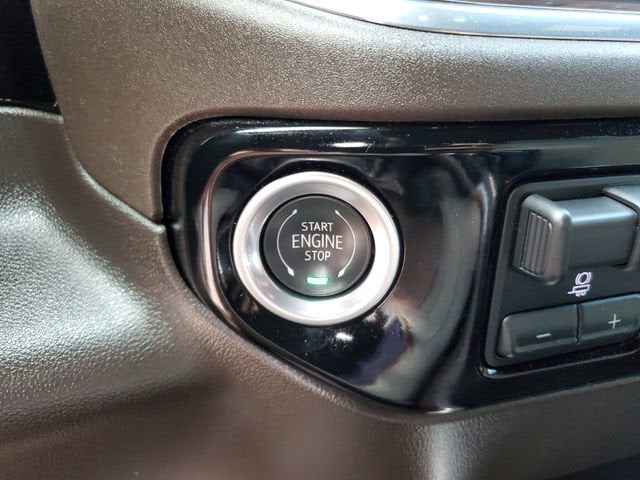 START
ENGINE
STOP
- +